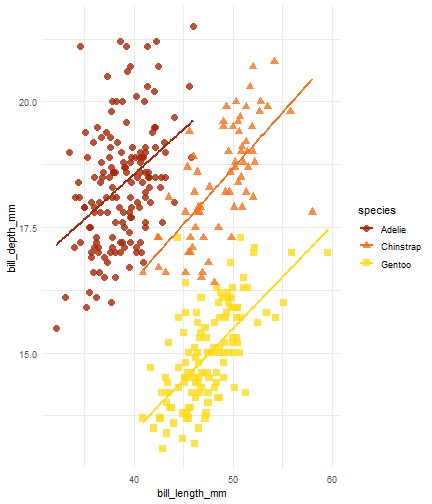 20.0
17.5
15.0
bill_depth_mm
40
50
60
bill_length_mm
species
Adelie
Chinstrap
Gentoo